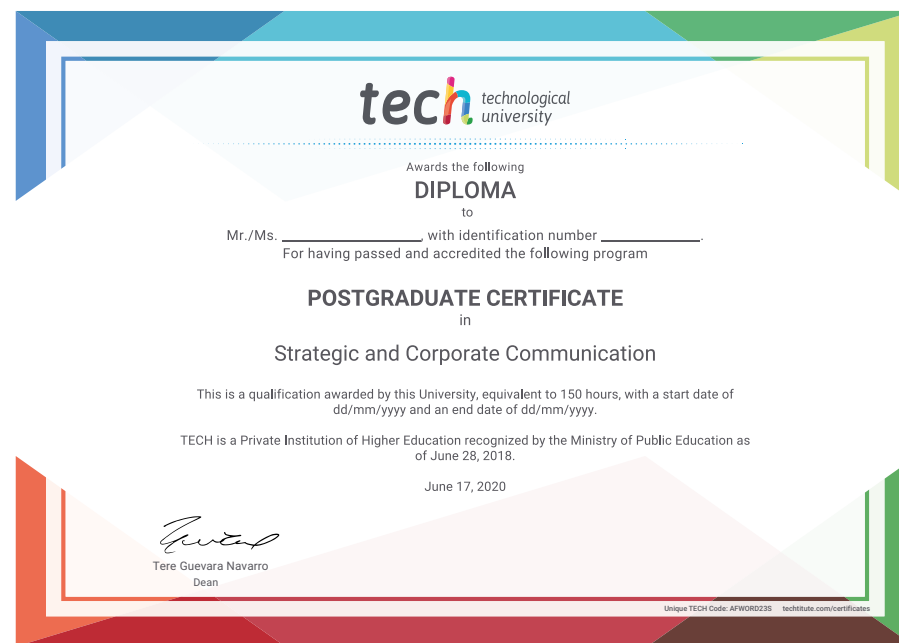 tech technological
university
Awards the following
DIPLOMA
to
Mr./Ms. ____________________, with identification number ______________.
For having passed and accredited the following program
POSTGRADUATE CERTIFICATE
in
Strategic and Corporate Communication
This is a qualification awarded by this University, equivalent to 150 hours, with a start date of
dd/mm/yyyy and an end date of dd/mm/yyyy.
TECH is a Private Institution of Higher Education recognized by the Ministry of Public Education as
of June 28, 2018.
June 17, 2020
Tere Guevara Navarro
Dean
Unique TECH Code: AFWORD23S techtitute.com/certificates